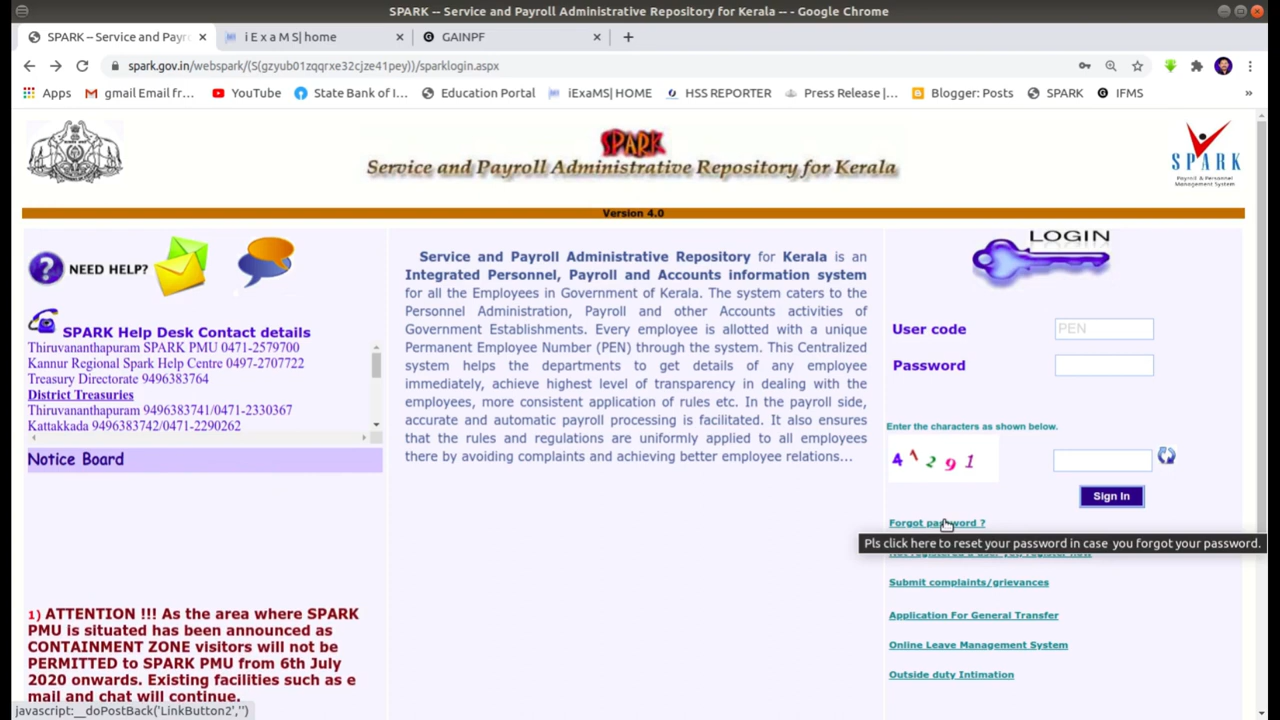 SPARK -- Service and Payroll Administrative Repository for Kerala -- - Google Chrome
SPARK – Service and Payr
i E x a M S| home
GAINPF
spark.gov.in/webspark/(S(gzyub01zqqrxe32cjze41pey))/sparklogin.aspx
Apps
gmail Email fr...
YouTube
State Bank of I...
Education Portal
iExaMS| HOME
HSS REPORTER
Press Release |...
Blogger: Posts
SPARK
IFMS
»
SPARK
Service and Payroll Administrative Repository for Kerala
SPARK
Payroll & Personnel
Management System
Version 4.0
NEED HELP?
SPARK Help Desk Contact details
Thiruvananthapuram SPARK PMU 0471-2579700
Kannur Regional Spark Help Centre 0497-2707722
Treasury Directorate 9496383764
District Treasuries
Thiruvananthapuram 9496383741/0471-2330367
Kattakkada 9496383742/0471-2290262
Notice Board
1) ATTENTION !!! As the area where SPARK
PMU is situated has been announced as
CONTAINMENT ZONE visitors will not be
PERMITTED to SPARK PMU from 6th July
2020 onwards. Existing facilities such as e
mail and chat will continue.
Service and Payroll Administrative Repository for Kerala is an
Integrated Personnel, Payroll and Accounts information system
for all the Employees in Government of Kerala. The system caters to the
Personnel Administration, Payroll and other Accounts activities of
Government Establishments. Every employee is allotted with a unique
Permanent Employee Number (PEN) through the system. This Centralized
system helps the departments to get details of any employee
immediately, achieve highest level of transparency in dealing with the
employees, more consistent application of rules etc. In the payroll side,
accurate and automatic payroll processing is facilitated. It also ensures
that the rules and regulations are uniformly applied to all employees
there by avoiding complaints and achieving better employee relations...
LOGIN
User code
PEN
Password
Enter the characters as shown below.
4 1 2 9 1
Sign In
Forgot password ?
Pls click here to reset your password in case you forgot your password.
Submit complaints/grievances
Application For General Transfer
Online Leave Management System
Outside duty Intimation
javascript:__doPostBack('LinkButton2','')